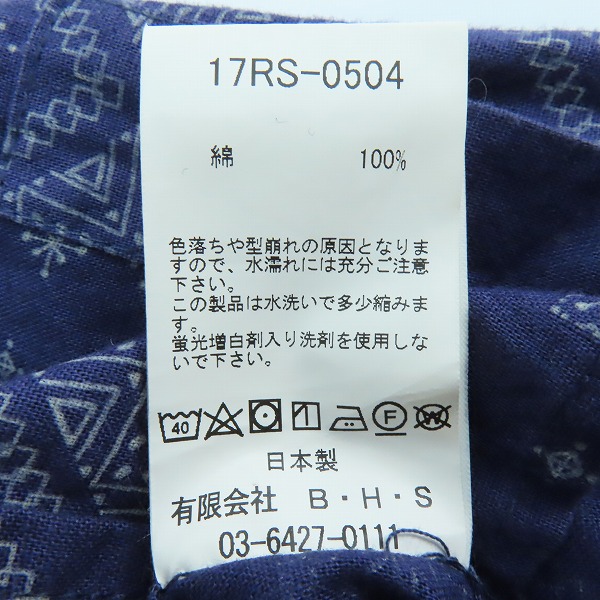 17RS-0504
綿 100%
色落ちや型崩れの原因となりま
すので、水濡れには充分ご注意
下さい。
この製品は水洗いで多少縮みま
す。
蛍光増白剤入り洗剤を使用しな
いで下さい。
40 F W
日本製
有限会社 B・H・S
03-6427-0111